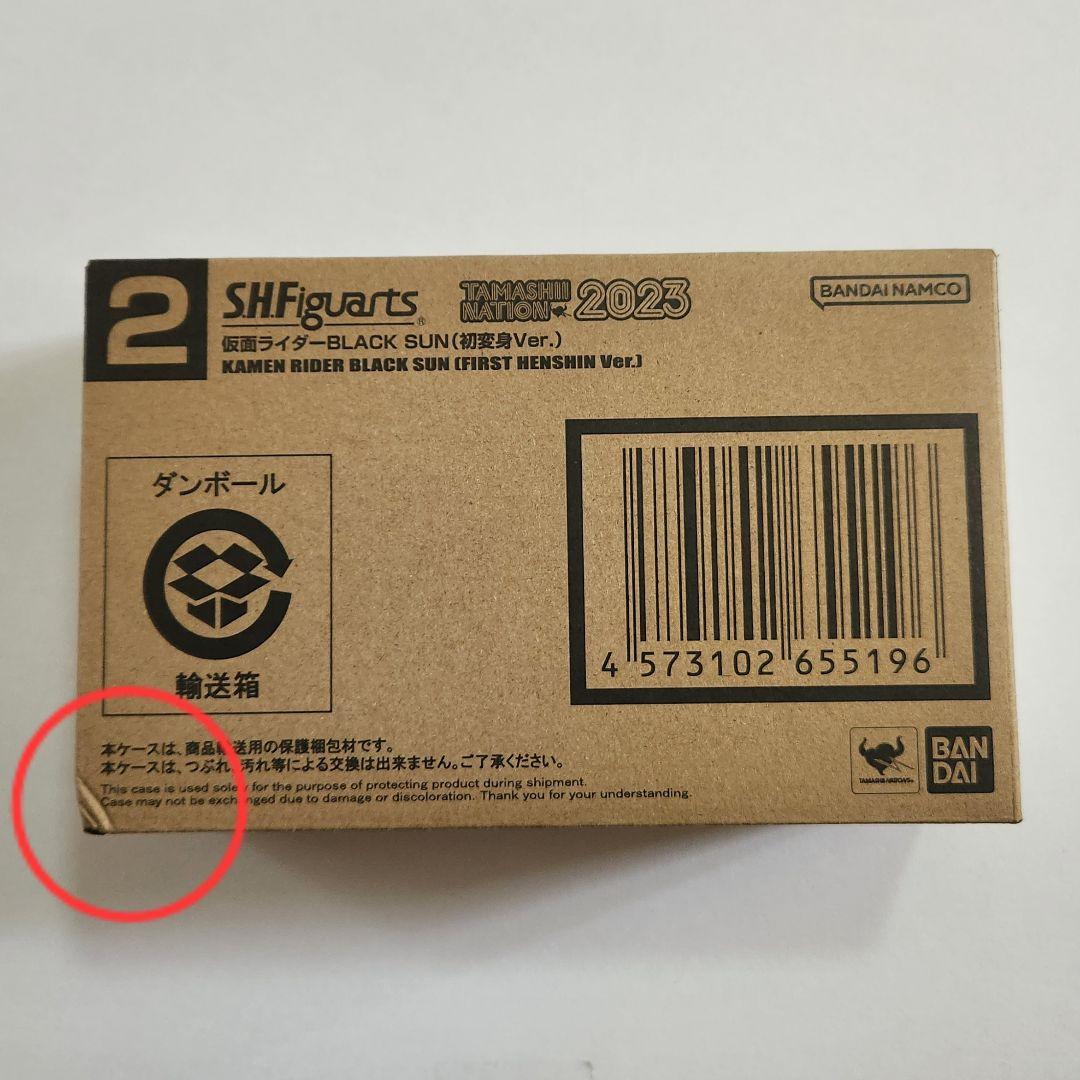 2
S.H.Figuarts®
TAMASHII NATION 2023
BANDAI NAMCO
仮面ライダーBLACK SUN(初変身Ver.)
KAMEN RIDER BLACK SUN (FIRST HENSHIN Ver.)
ダンボール
輸送箱
4 573102 655196
本ケースは、商品輸送用の保護梱包材です。
本ケースは、つぶれ、汚れ等による交換は出来ません。ご了承ください。
This case is used solely for the purpose of protecting product during shipment.
Case may not be exchanged due to damage or discoloration. Thank you for your understanding.
TAMASHII NATIONS
BAN
DAI